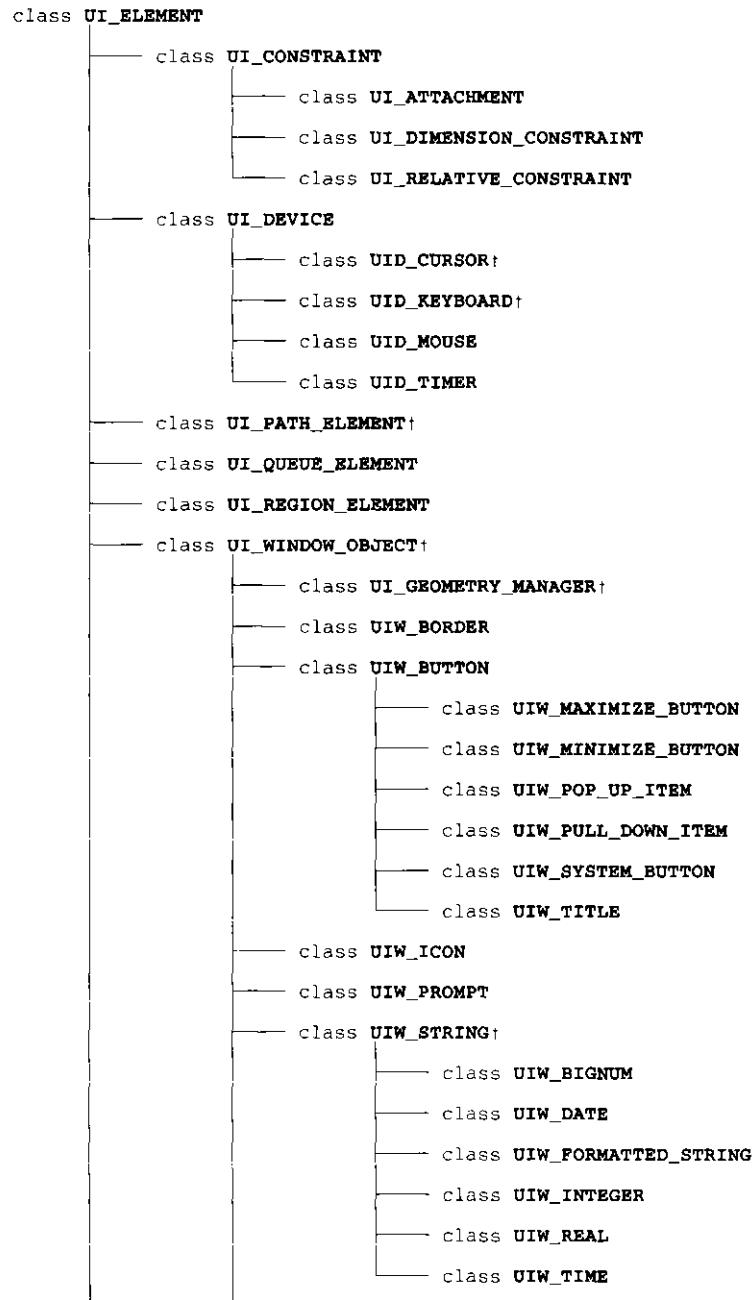 class UI_ELEMENT
class UI_CONSTRAINT
class UI_ATTACHMENT
class UI_DIMENSION_CONSTRAINT
class UI_RELATIVE_CONSTRAINT
class UI_DEVICE
class UID_CURSOR†
class UID_KEYBOARD†
class UID_MOUSE
class UID_TIMER
class UI_PATH_ELEMENT†
class UI_QUEUE_ELEMENT
class UI_REGION_ELEMENT
class UI_WINDOW_OBJECT†
class UI_GEOMETRY_MANAGER†
class UIW_BORDER
class UIW_BUTTON
class UIW_MAXIMIZE_BUTTON
class UIW_MINIMIZE_BUTTON
class UIW_POP_UP_ITEM
class UIW_PULL_DOWN_ITEM
class UIW_SYSTEM_BUTTON
class UIW_TITLE
class UIW_ICON
class UIW_PROMPT
class UIW_STRING†
class UIW_BIGNUM
class UIW_DATE
class UIW_FORMATTED_STRING
class UIW_INTEGER
class UIW_REAL
class UIW_TIME